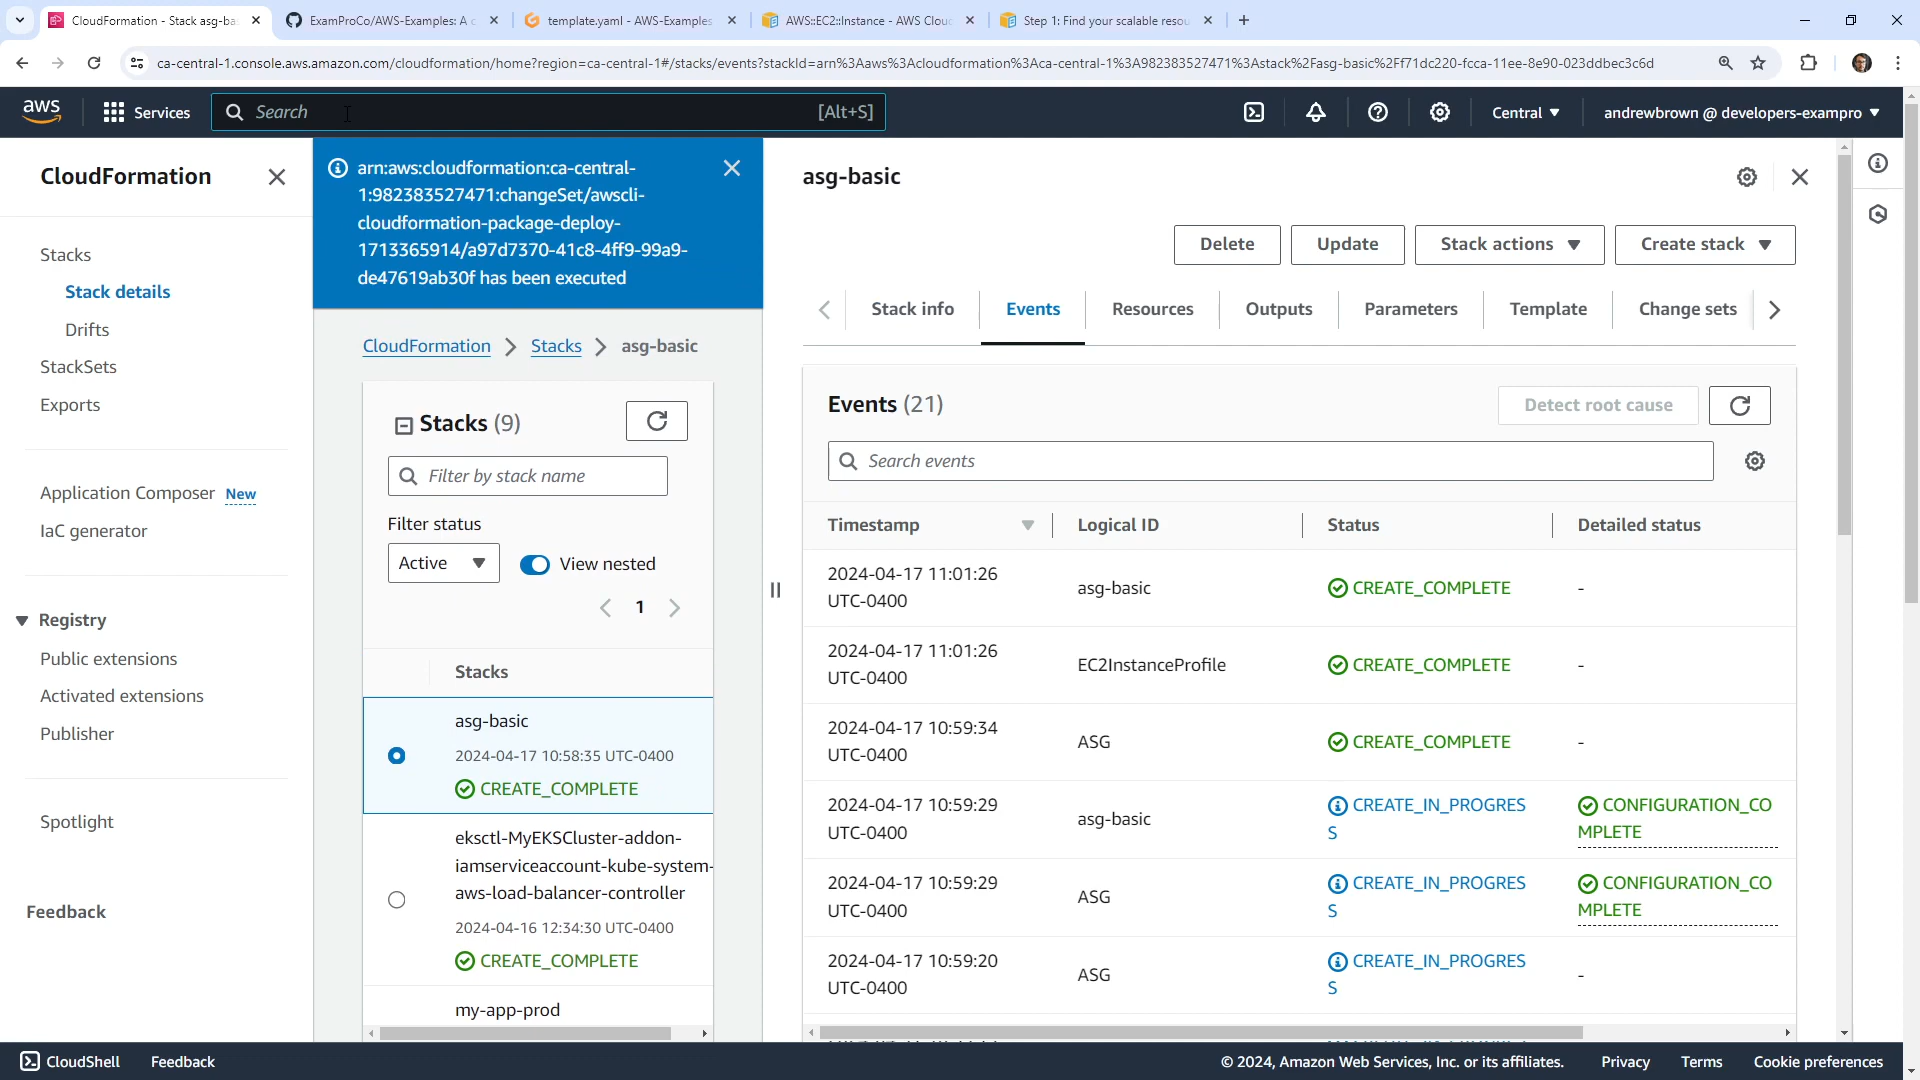 CloudFormation - Stack asg-ba
ExamProCo/AWS-Examples: A c
template.yaml - AWS-Examples
AWS::EC2::Instance - AWS Clou
Step 1: Find your scalable resou
ca-central-1.console.aws.amazon.com/cloudformation/home?region=ca-central-1#/stacks/events?stackId=arn%3Aaws%3Acloudformation%3Aca-central-1%3A982383527471%3Astack%2Fasg-basic%2Ff71dc220-fcca-11ee-8e90-023ddbec3c6d
aws
Services
Search
[Alt+S]
Central
andrewbrown @ developers-exampro
CloudFormation
Stacks
Stack details
Drifts
StackSets
Exports
Application Composer New
IaC generator
Registry
Public extensions
Activated extensions
Publisher
Spotlight
Feedback
arn:aws:cloudformation:ca-central-
1:982383527471:changeSet/awscli-
cloudformation-package-deploy-
1713365914/a97d7370-41c8-4ff9-99a9-
de47619ab30f has been executed
CloudFormation
Stacks
asg-basic
Stacks (9)
Filter by stack name
Filter status
Active
View nested
1
Stacks
asg-basic
2024-04-17 10:58:35 UTC-0400
CREATE_COMPLETE
eksctl-MyEKSCluster-addon-
iamserviceaccount-kube-system-
aws-load-balancer-controller
2024-04-16 12:34:30 UTC-0400
CREATE_COMPLETE
my-app-prod
asg-basic
Delete
Update
Stack actions
Create stack
Stack info
Events
Resources
Outputs
Parameters
Template
Change sets
Events (21)
Detect root cause
Search events
Timestamp
Logical ID
Status
Detailed status
2024-04-17 11:01:26
UTC-0400
asg-basic
CREATE_COMPLETE
-
2024-04-17 11:01:26
UTC-0400
EC2InstanceProfile
CREATE_COMPLETE
-
2024-04-17 10:59:34
UTC-0400
ASG
CREATE_COMPLETE
-
2024-04-17 10:59:29
UTC-0400
asg-basic
CREATE_IN_PROGRES
S
CONFIGURATION_CO
MPLETE
2024-04-17 10:59:29
UTC-0400
ASG
CREATE_IN_PROGRES
S
CONFIGURATION_CO
MPLETE
2024-04-17 10:59:20
UTC-0400
ASG
CREATE_IN_PROGRES
S
-
CloudShell
Feedback
© 2024, Amazon Web Services, Inc. or its affiliates.
Privacy
Terms
Cookie preferences